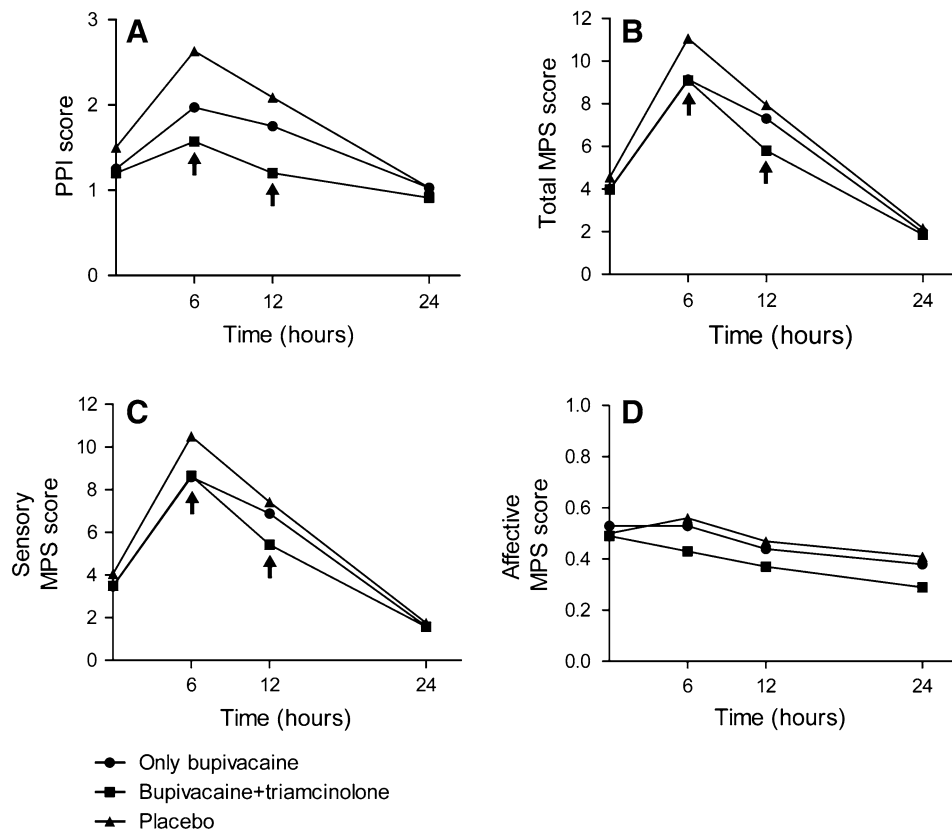 A
3
2
1
0
PPI score
6
12
24
Time (hours)
B
12
10
8
6
4
2
0
Total MPS score
6
12
24
Time (hours)
C
12
10
8
6
4
2
0
Sensory
MPS score
6
12
24
Time (hours)
D
1.0
0.8
0.6
0.4
0.2
0.0
Affective
MPS score
6
12
24
Time (hours)
Only bupivacaine
Bupivacaine+triamcinolone
Placebo